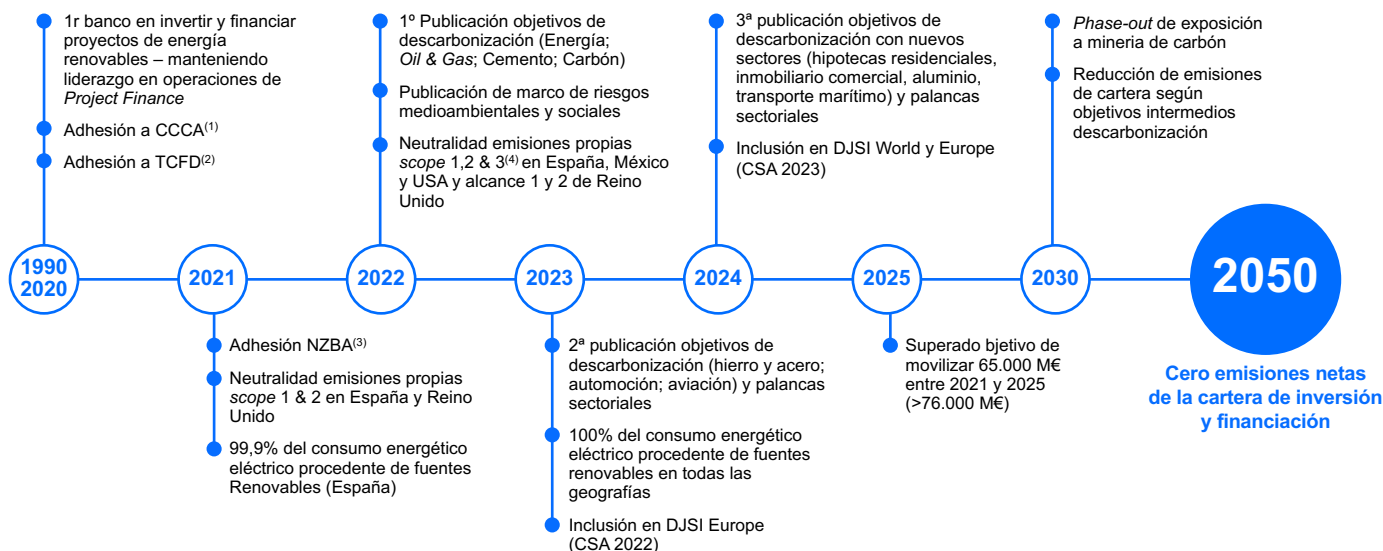 1r banco en invertir y financiar
proyectos de energía
renovables – manteniendo
liderazgo en operaciones de
Project Finance
Adhesión a CCCA(1)
Adhesión a TCFD(2)
1º Publicación objetivos de
descarbonización (Energía;
Oil & Gas; Cemento; Carbón)
Publicación de marco de riesgos
medioambientales y sociales
Neutralidad emisiones propias
scope 1,2 & 3(4) en España, México
y USA y alcance 1 y 2 de Reino
Unido
3ª publicación objetivos de
descarbonización con nuevos
sectores (hipotecas residenciales,
inmobiliario comercial, aluminio,
transporte marítimo) y palancas
sectoriales
Inclusión en DJSI World y Europe
(CSA 2023)
Phase-out de exposición
a mineria de carbón
Reducción de emisiones
de cartera según
objetivos intermedios
descarbonización
1990
2020
2021
2022
2023
2024
2025
2030
2050
Adhesión NZBA(3)
Neutralidad emisiones propias
scope 1 & 2 en España y Reino
Unido
99,9% del consumo energético
eléctrico procedente de fuentes
Renovables (España)
2ª publicación objetivos de
descarbonización (hierro y acero;
automoción; aviación) y palancas
sectoriales
100% del consumo energético
eléctrico procedente de fuentes
renovables en todas las
geografías
Inclusión en DJSI Europe
(CSA 2022)
Superado bjetivo de
movilizar 65.000 M€
entre 2021 y 2025
(>76.000 M€)
Cero emisiones netas
de la cartera de inversión
y financiación